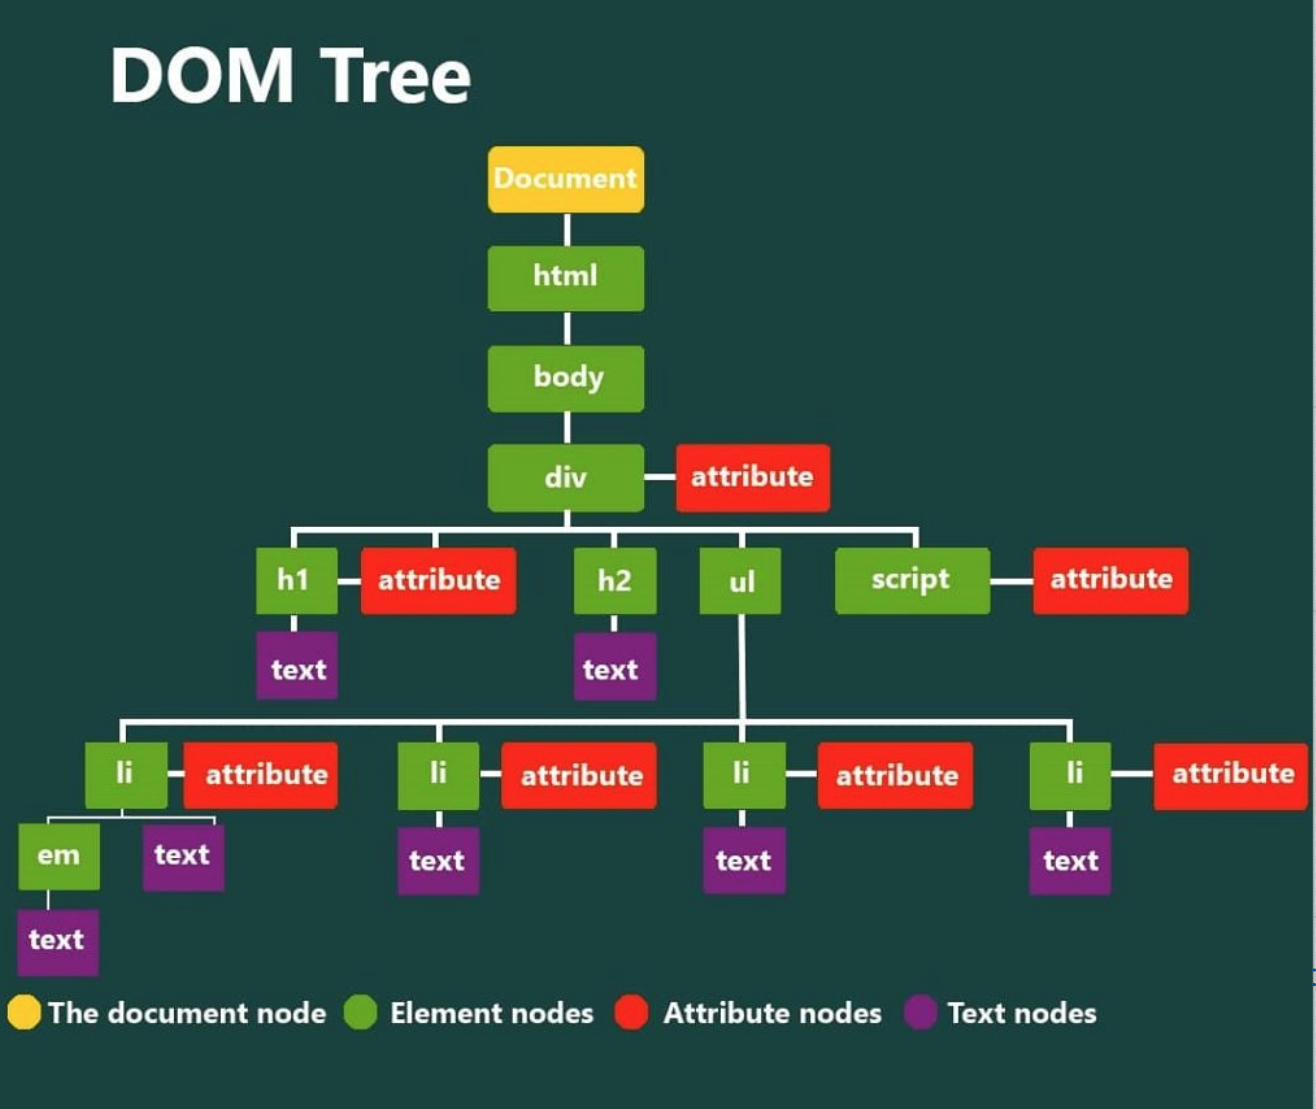 DOM Tree
Document
html
body
div attribute
h1 attribute h2 ul script attribute
text text
li attribute li attribute li attribute li attribute
em text text text text
text
The document node Element nodes Attribute nodes Text nodes